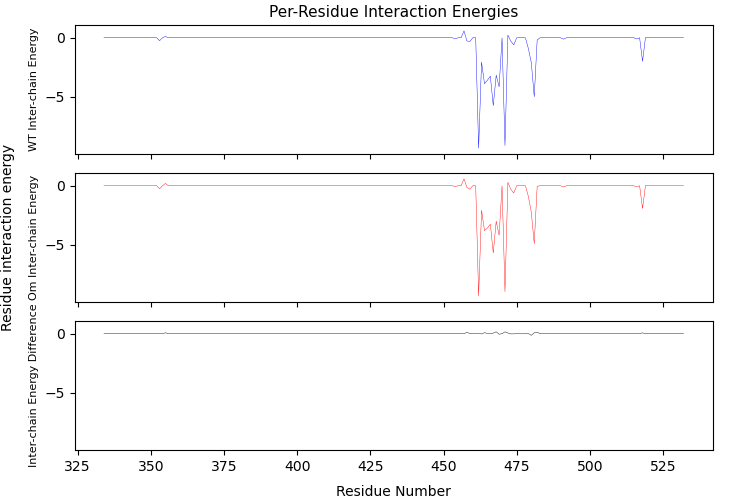 Per-Residue Interaction Energies
Residue interaction energy
WT Inter-chain Energy
0
−5
Om Inter-chain Energy
0
−5
Inter-chain Energy Difference
0
−5
325 350 375 400 425 450 475 500 525
Residue Number